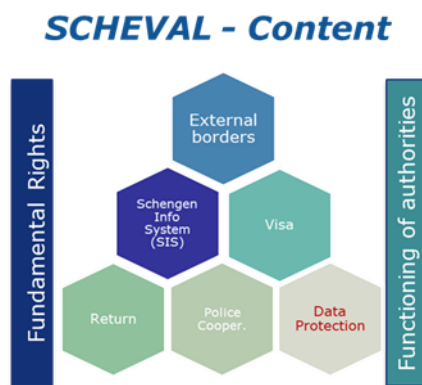 SCHEVAL - Content
Fundamental Rights
External
borders
Schengen
Info
System
(SIS)
Visa
Return
Police
Cooper.
Data
Protection
Functioning of authorities